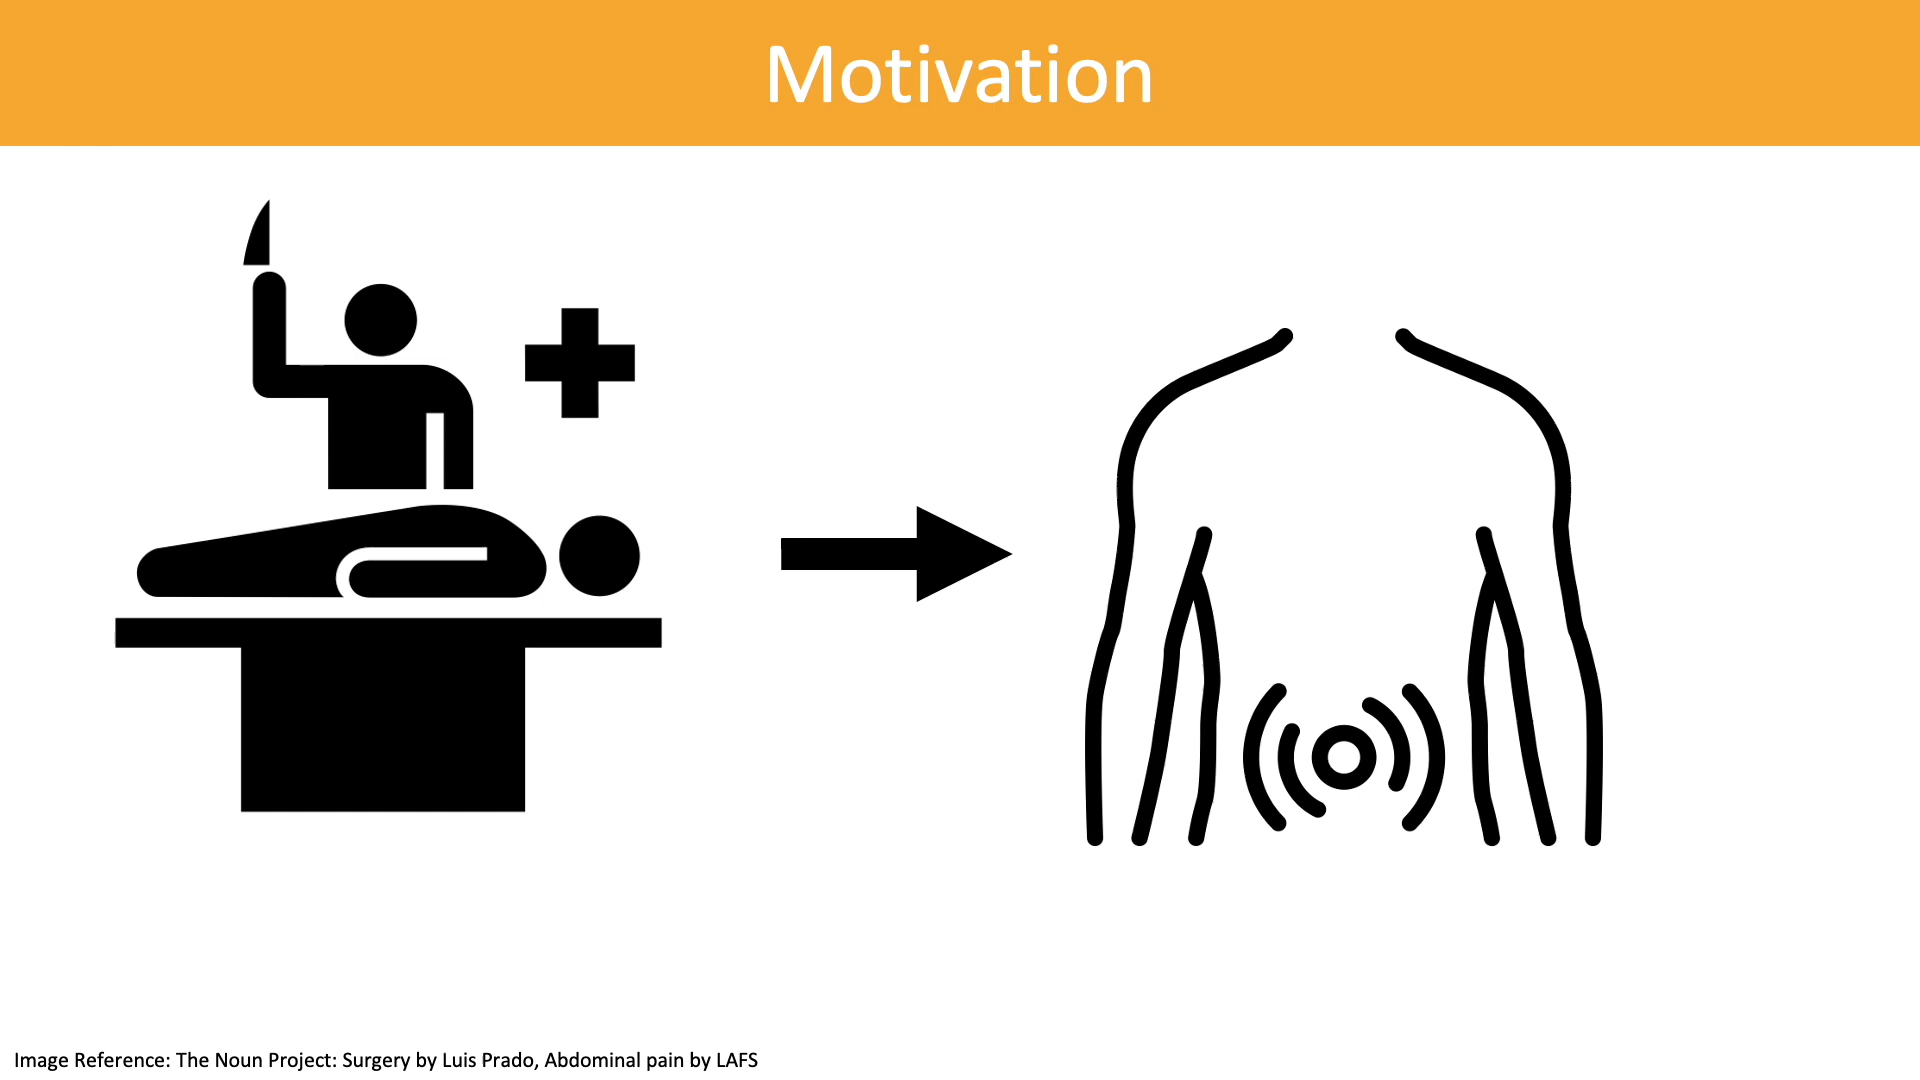 Motivation
Image Reference: The Noun Project: Surgery by Luis Prado, Abdominal pain by LAFS